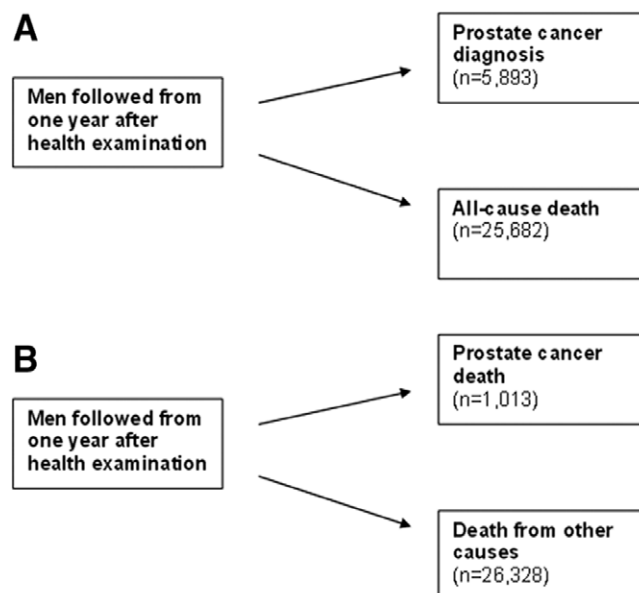 A
Men followed from
one year after
health examination
Prostate cancer
diagnosis
(n=5,893)
All-cause death
(n=25,682)
B
Men followed from
one year after
health examination
Prostate cancer
death
(n=1,013)
Death from other
causes
(n=26,328)